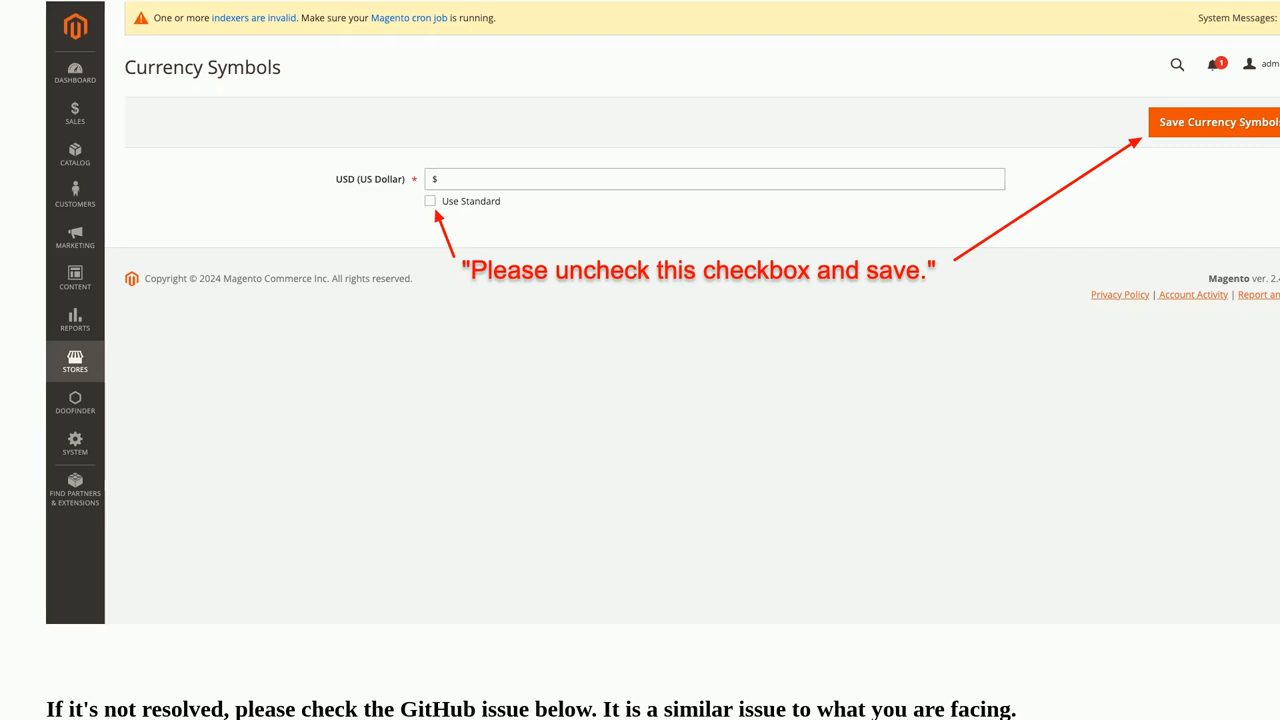 One or more indexers are invalid. Make sure your Magento cron job is running.
System Messages:
Currency Symbols
1
adm
Save Currency Symbols
USD (US Dollar) *
$
Use Standard
"Please uncheck this checkbox and save."
DASHBOARD
$
SALES
CATALOG
CUSTOMERS
MARKETING
CONTENT
REPORTS
STORES
DOOFINDER
SYSTEM
FIND PARTNERS
& EXTENSIONS
Copyright © 2024 Magento Commerce Inc. All rights reserved.
Magento ver. 2.
Privacy Policy | Account Activity | Report an
If it's not resolved, please check the GitHub issue below. It is a similar issue to what you are facing.